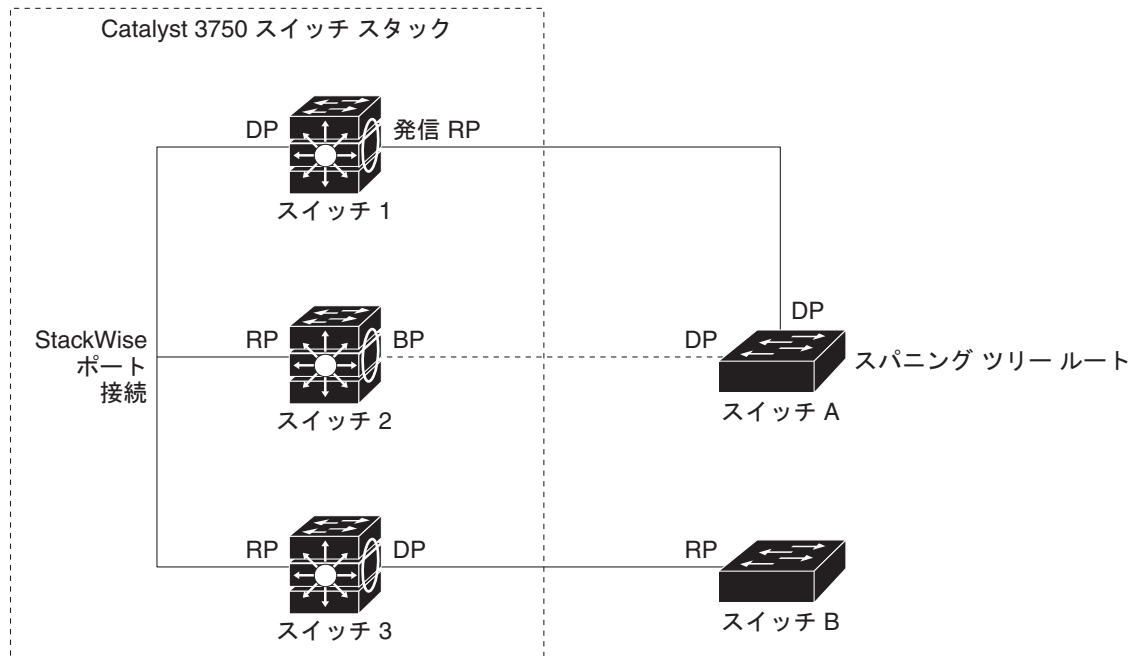 Catalyst 3750 スイッチ スタック
DP
発信 RP
スイッチ 1
DP
StackWise
ポート
接続
RP
BP
DP
スパニング ツリー ルート
スイッチ 2
スイッチ A
RP
DP
RP
スイッチ 3
スイッチ B